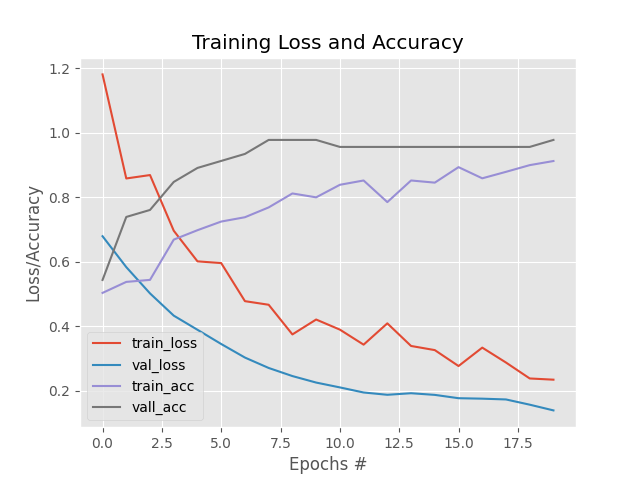 Training Loss and Accuracy
Loss/Accuracy
1.2
1.0
0.8
0.6
0.4
0.2
train_loss
val_loss
train_acc
vall_acc
0.0 2.5 5.0 7.5 10.0 12.5 15.0 17.5
Epochs #